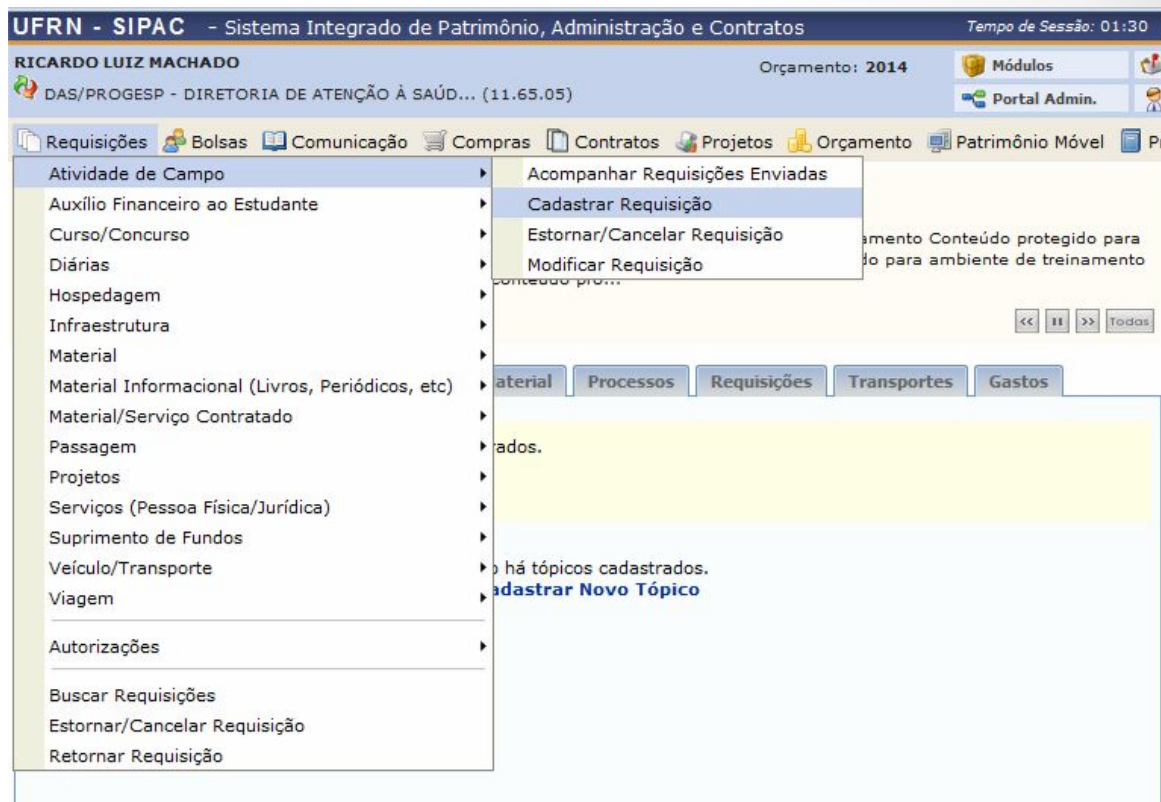 UFRN - SIPAC - Sistema Integrado de Patrimônio, Administração e Contratos Tempo de Sessão: 01:30
RICARDO LUIZ MACHADO Orçamento: 2014 Módulos
DAS/PROGESP - DIRETORIA DE ATENÇÃO À SAÚD... (11.65.05) Portal Admin.
Requisições Bolsas Comunicação Compras Contratos Projetos Orçamento Patrimônio Móvel P
Atividade de Campo
Auxílio Financeiro ao Estudante
Curso/Concurso
Diárias
Hospedagem
Infraestrutura
Material
Material Informacional (Livros, Periódicos, etc)
Material/Serviço Contratado
Passagem
Projetos
Serviços (Pessoa Física/Jurídica)
Suprimento de Fundos
Veículo/Transporte
Viagem
Autorizações
Buscar Requisições
Estornar/Cancelar Requisição
Retornar Requisição
Acompanhar Requisições Enviadas
Cadastrar Requisição
Estornar/Cancelar Requisição
Modificar Requisição
amento Conteúdo protegido para
do para ambiente de treinamento
conteúdo pro...
<< II >> Todas
aterial Processos Requisições Transportes Gastos
rados.
o há tópicos cadastrados.
adastrar Novo Tópico